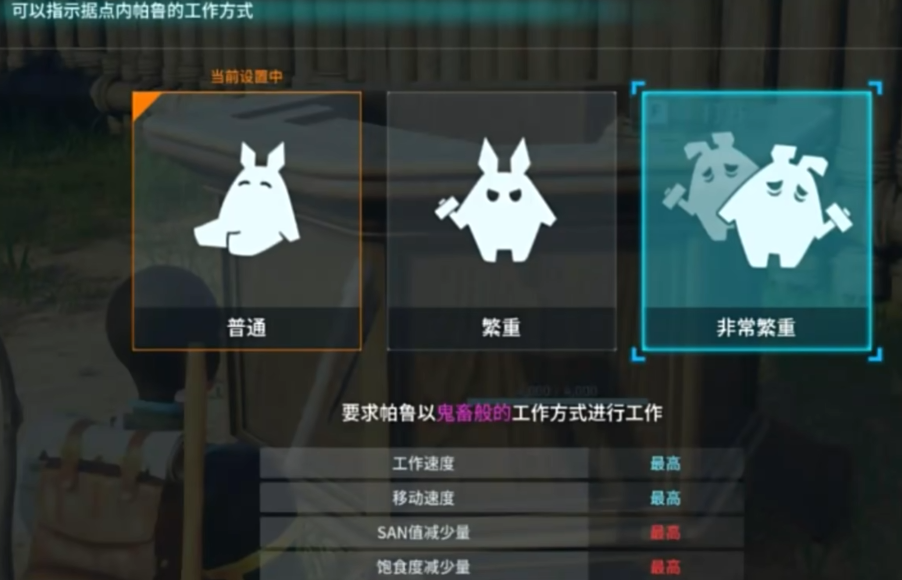 可以指示据点内帕鲁的工作方式
当前设置中
普通
繁重
非常繁重
要求帕鲁以鬼畜般的工作方式进行工作
工作速度 最高
移动速度 最高
SAN值减少量 最高
饱食度减少量 最高